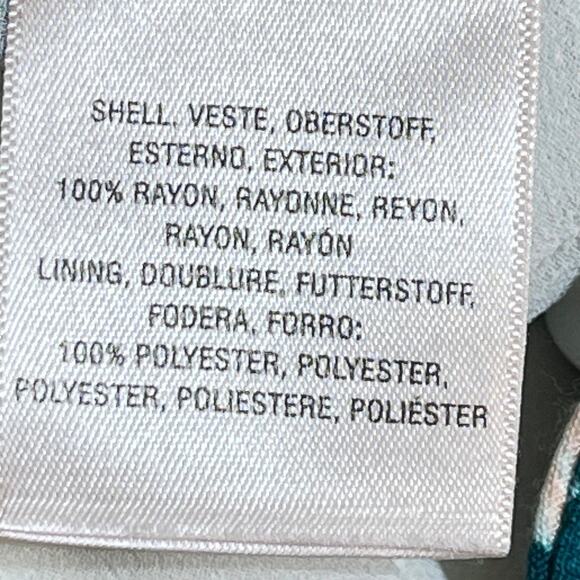 SHELL, VESTE, OBERSTOFF,
ESTERNO, EXTERIOR:
100% RAYON, RAYONNE, REYON,
RAYON, RAYÓN
LINING, DOUBLURE, FUTTERSTOFF,
FODERA, FORRO:
100% POLYESTER, POLYESTER,
POLYESTER, POLIESTERE, POLIÉSTER